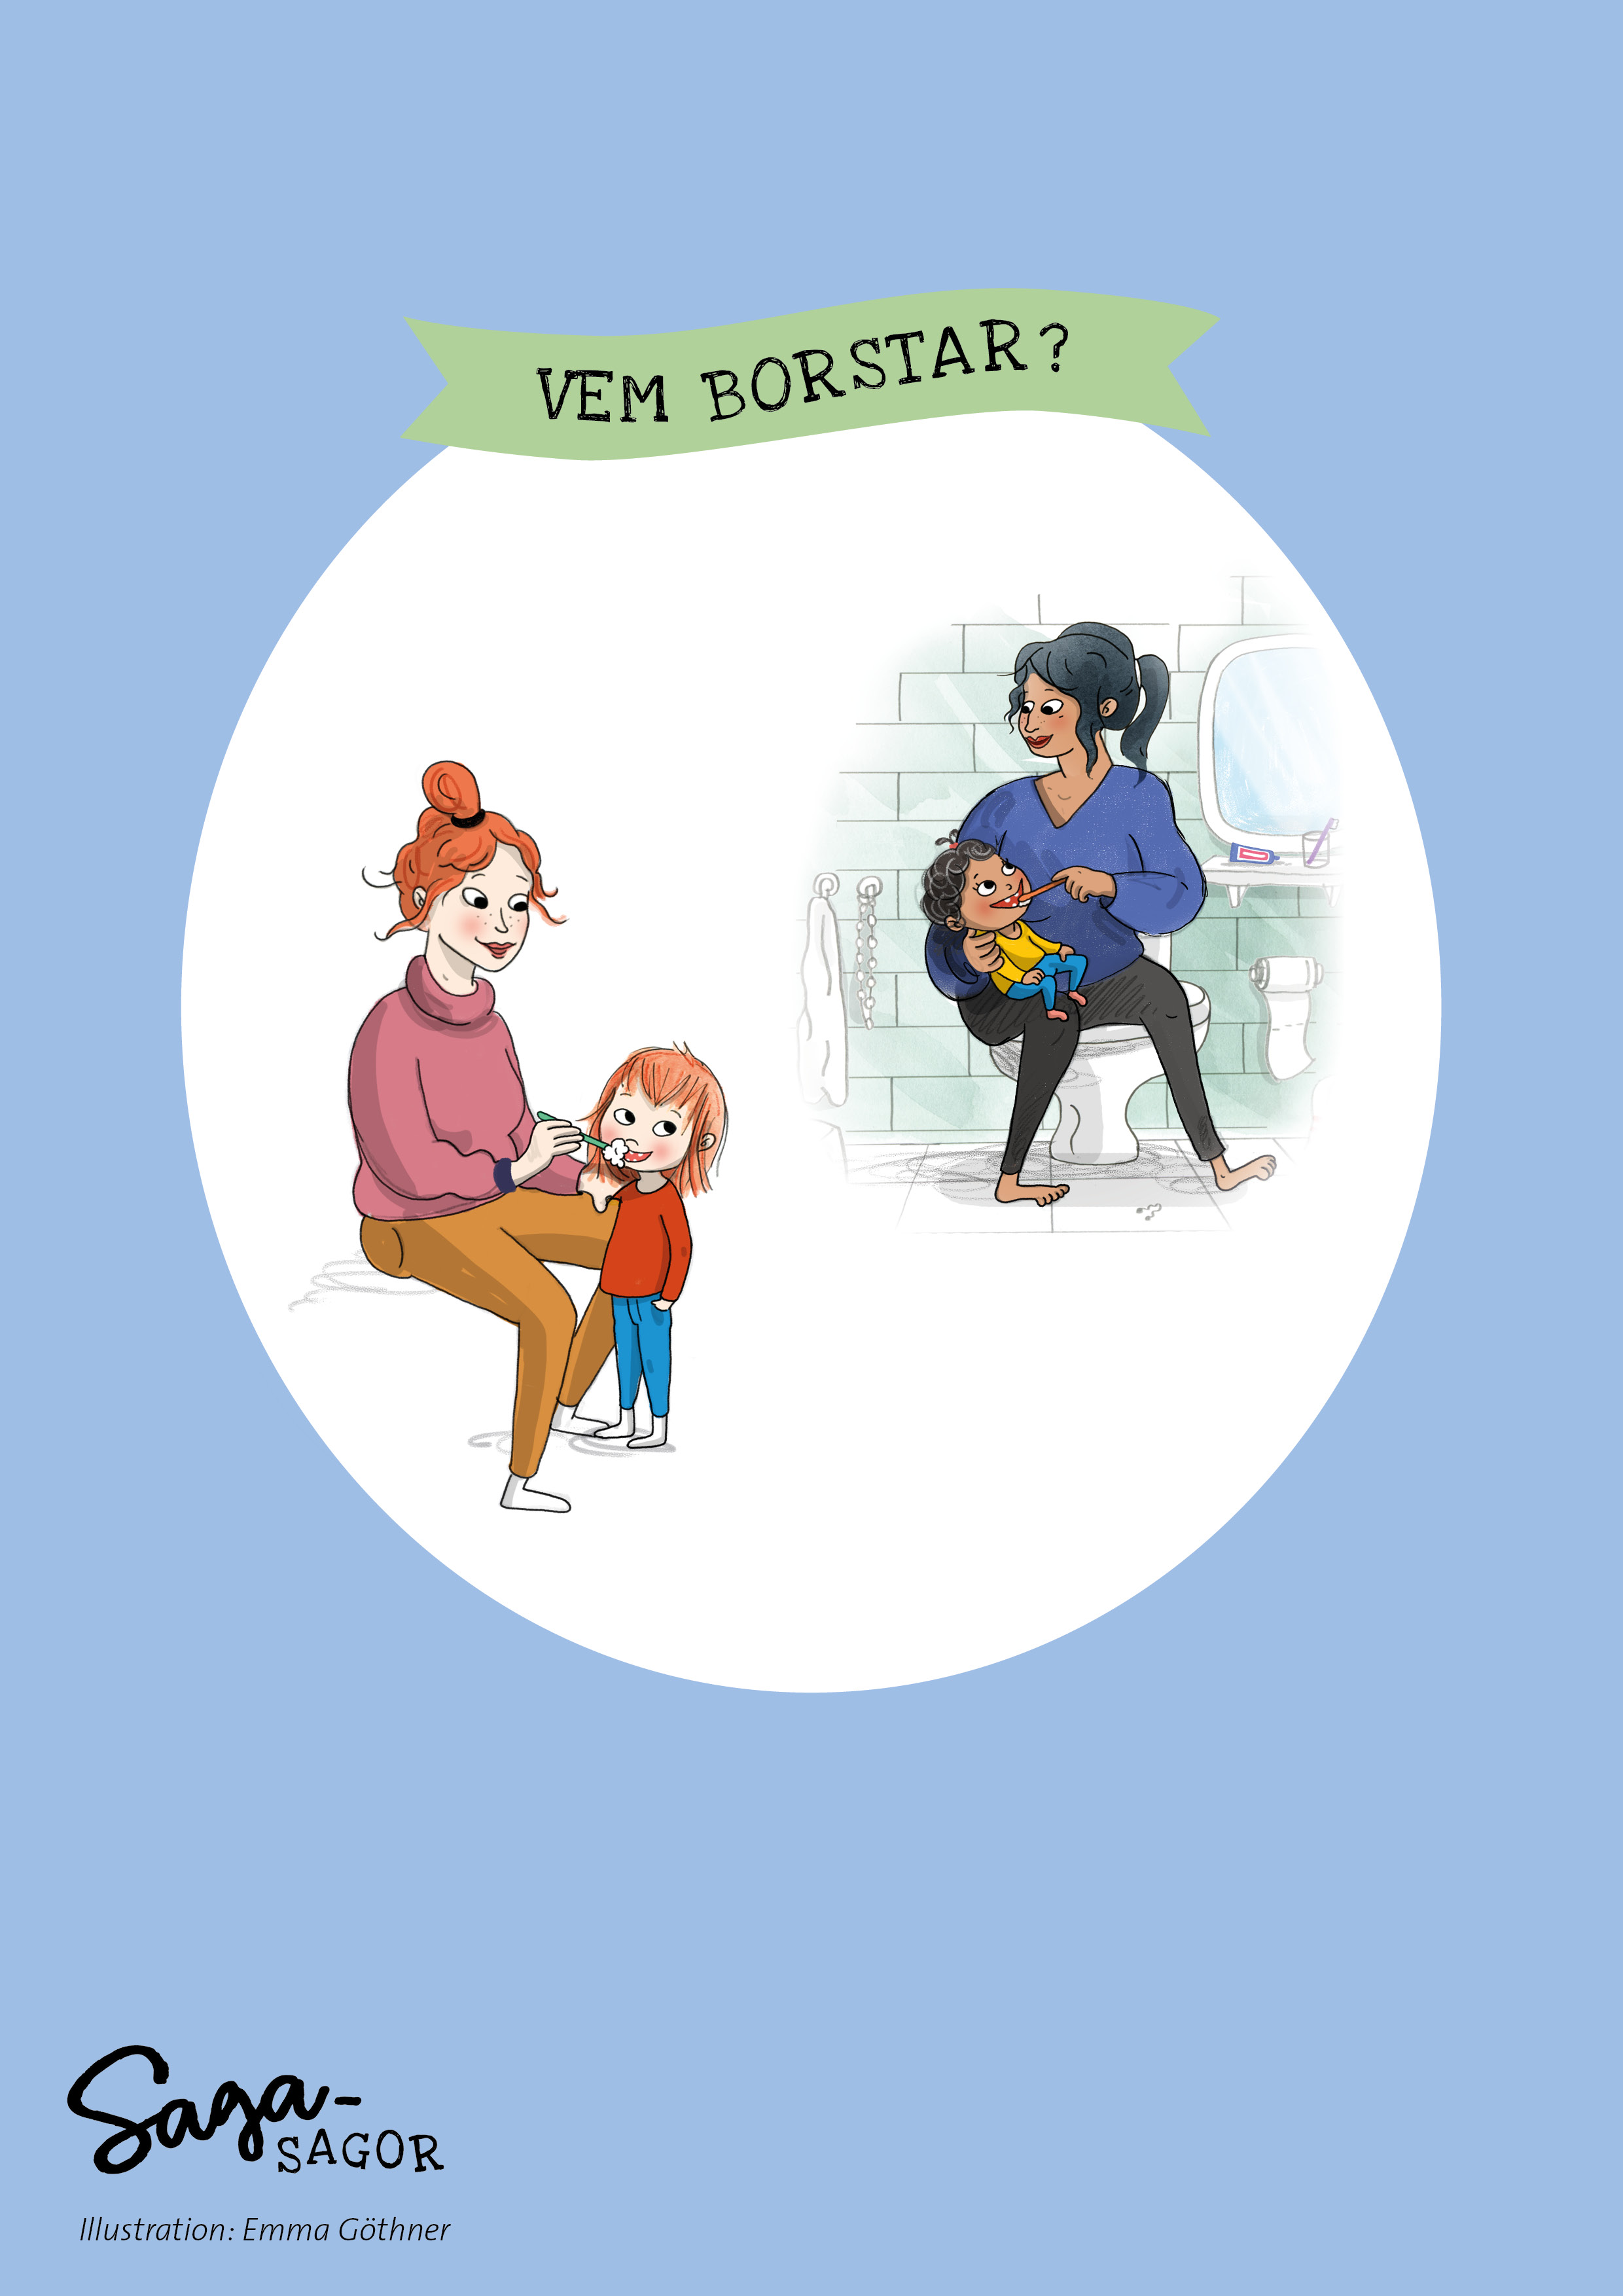 VEM BORSTAR?
Saga-
SAGOR
Illustration: Emma Göthner